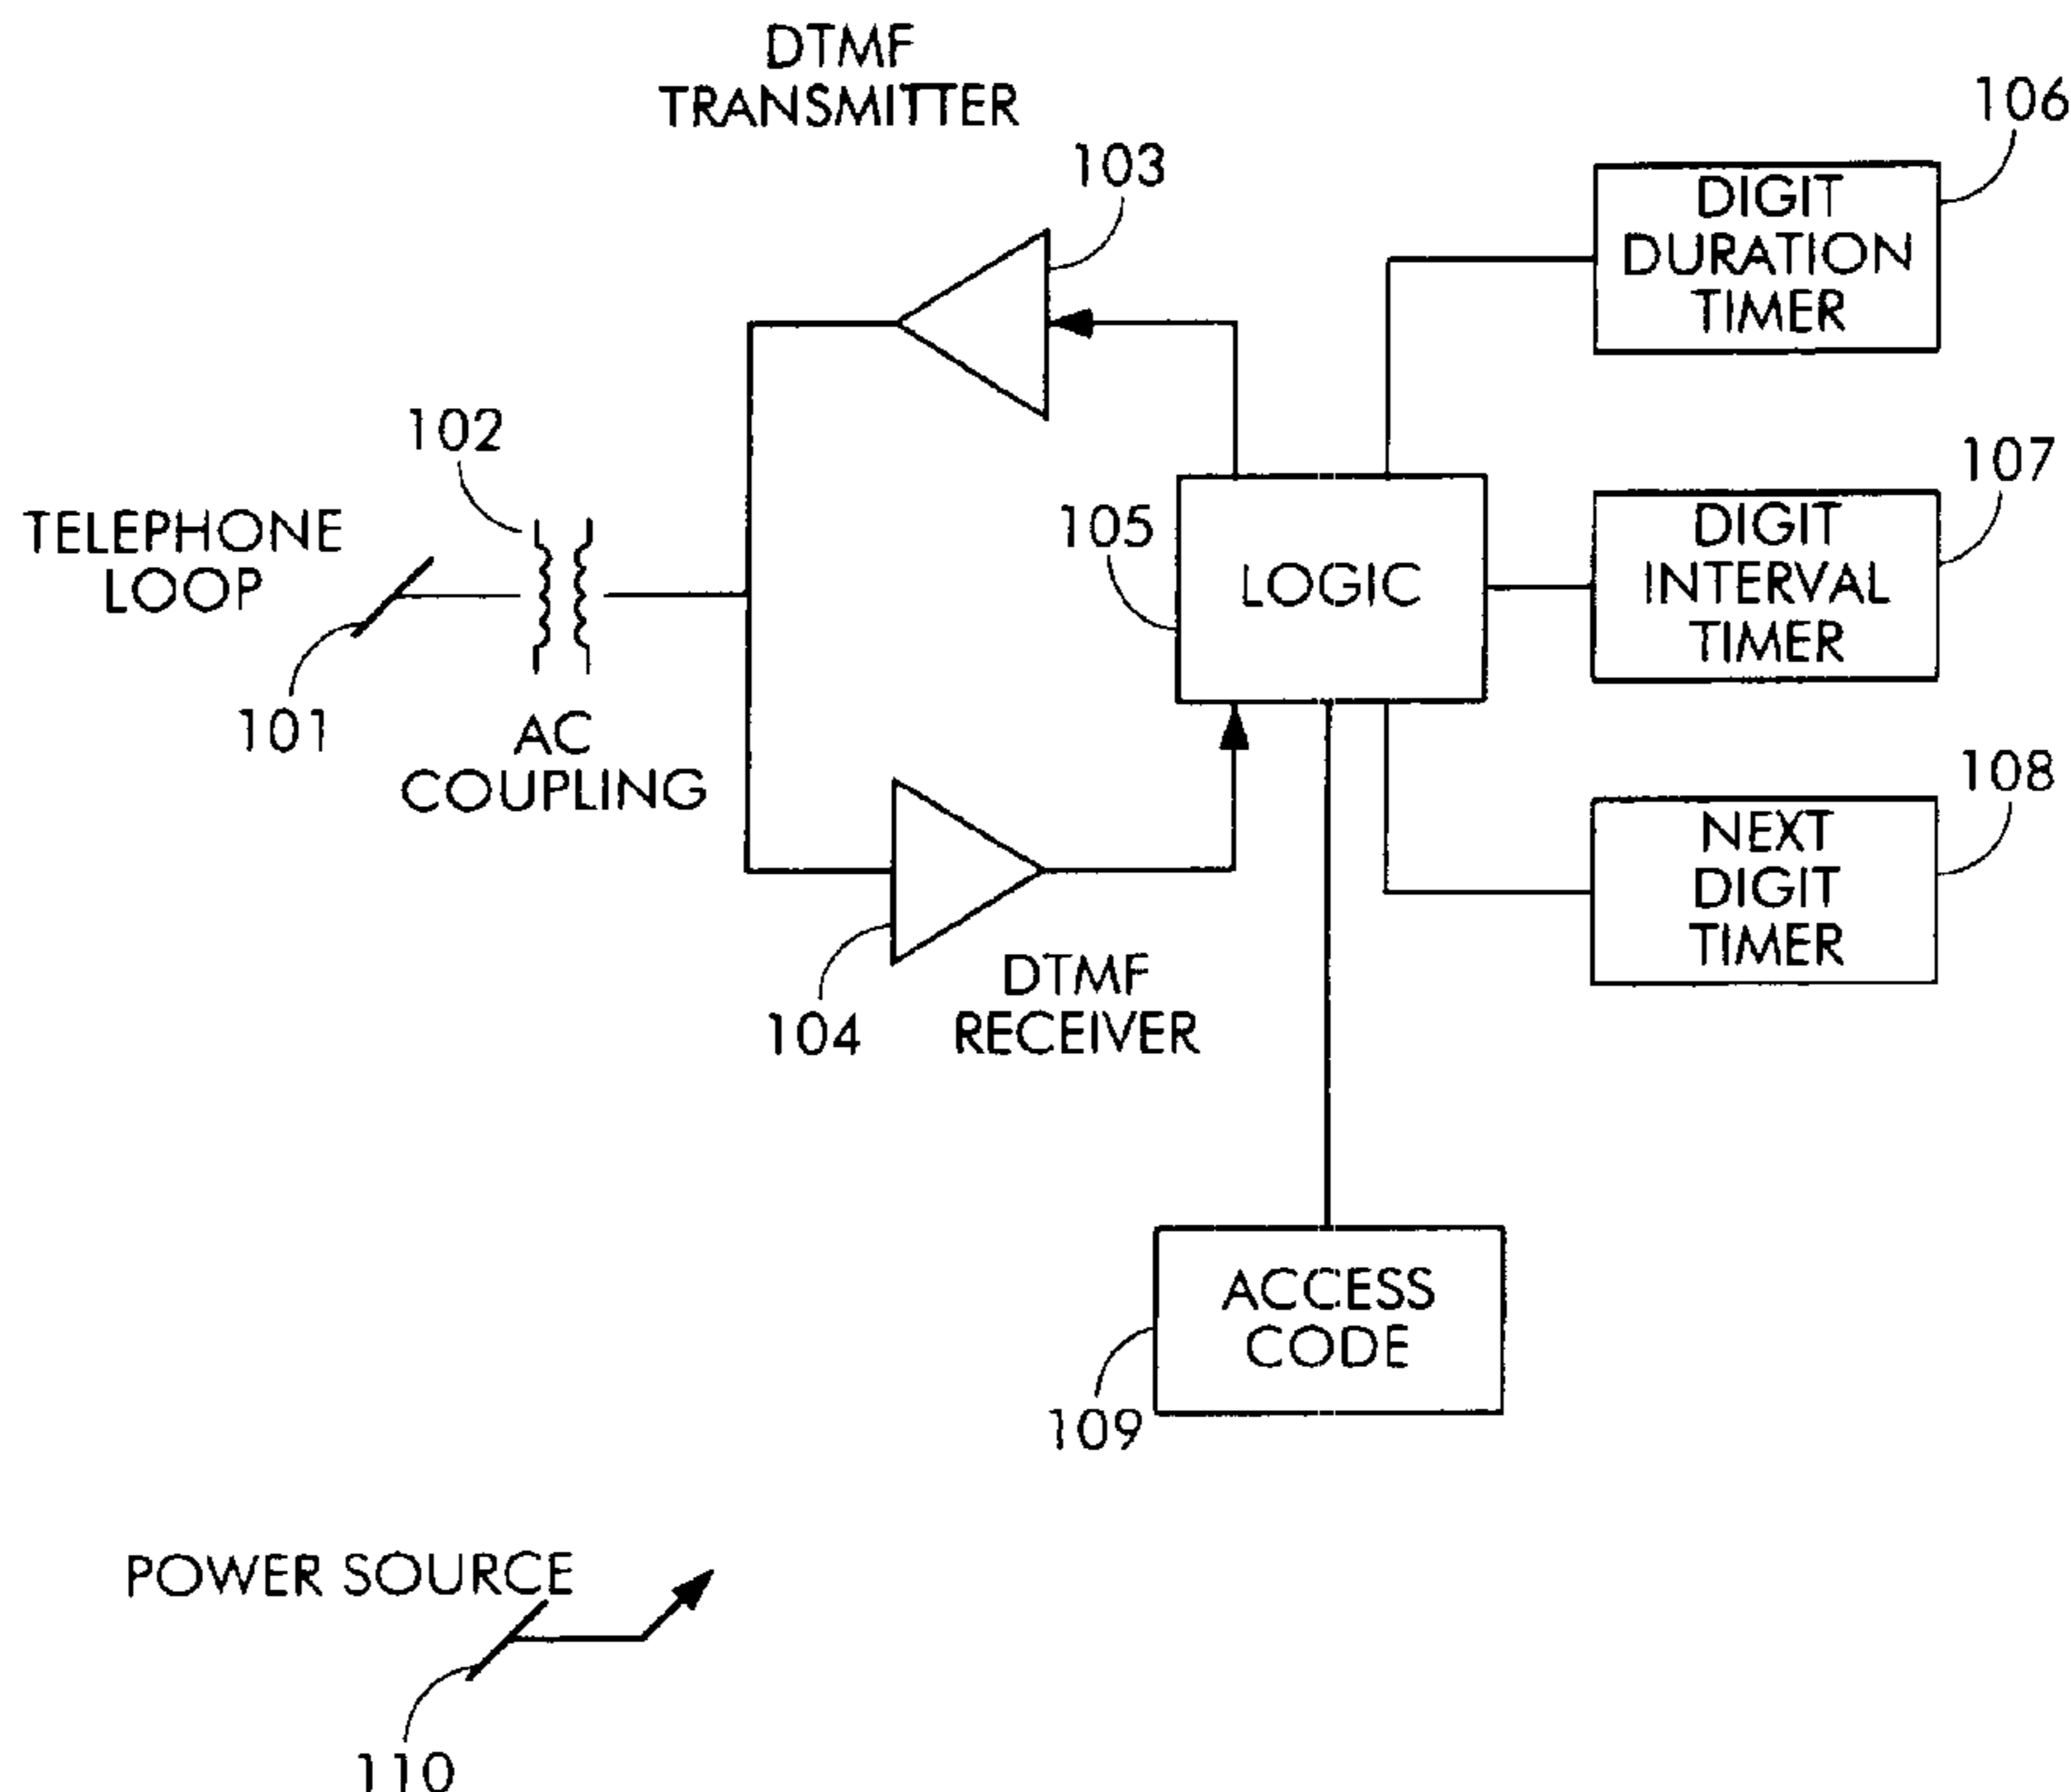 DTMF
TRANSMITTER
103
106
DIGIT
DURATION
TIMER
102
107
TELEPHONE
LOOP
105
LOGIC
DIGIT
INTERVAL
TIMER
101
AC
COUPLING
108
NEXT
DIGIT
TIMER
104
DTMF
RECEIVER
ACCESS
CODE
109
POWER SOURCE
110